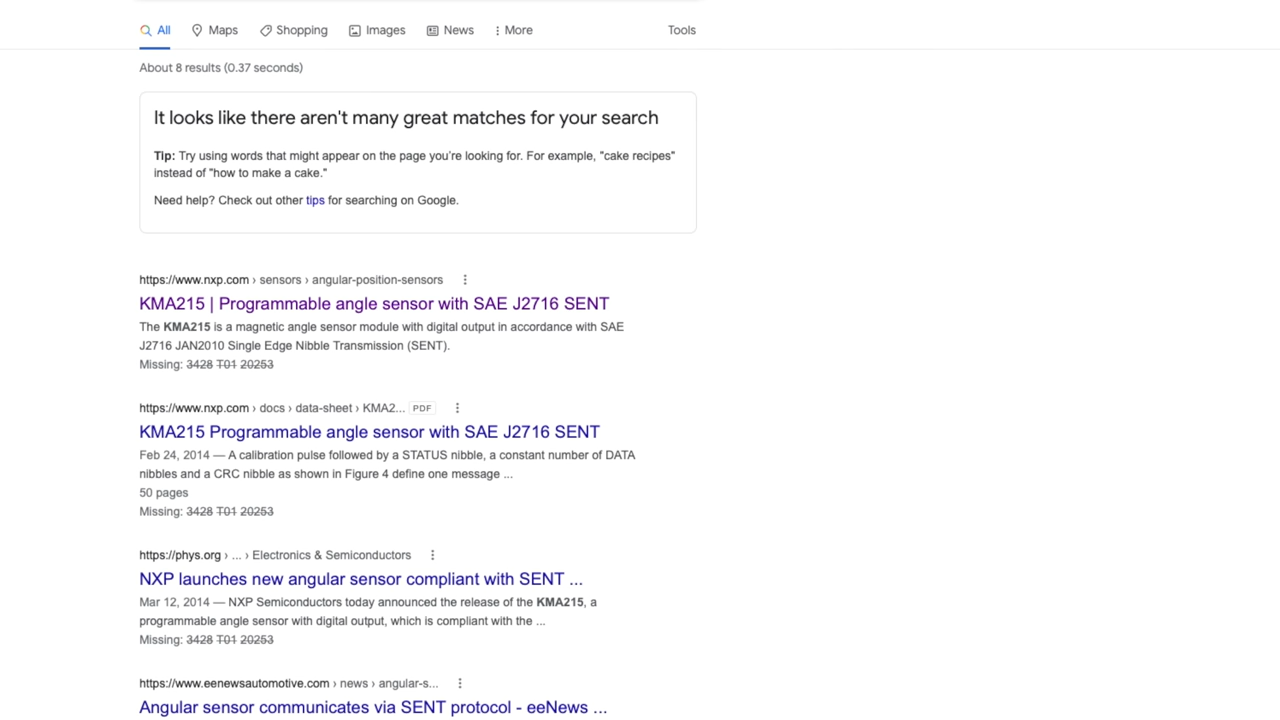 All Maps Shopping Images News More Tools
About 8 results (0.37 seconds)
It looks like there aren't many great matches for your search
Tip: Try using words that might appear on the page you're looking for. For example, "cake recipes"
instead of "how to make a cake."
Need help? Check out other tips for searching on Google.
https://www.nxp.com › sensors › angular-position-sensors
KMA215 | Programmable angle sensor with SAE J2716 SENT
The KMA215 is a magnetic angle sensor module with digital output in accordance with SAE
J2716 JAN2010 Single Edge Nibble Transmission (SENT).
Missing: 3428 T01 20253
https://www.nxp.com › docs › data-sheet › KMA2... PDF
KMA215 Programmable angle sensor with SAE J2716 SENT
Feb 24, 2014 — A calibration pulse followed by a STATUS nibble, a constant number of DATA
nibbles and a CRC nibble as shown in Figure 4 define one message ...
50 pages
Missing: 3428 T01 20253
https://phys.org › ... › Electronics & Semiconductors
NXP launches new angular sensor compliant with SENT ...
Mar 12, 2014 — NXP Semiconductors today announced the release of the KMA215, a
programmable angle sensor with digital output, which is compliant with the ...
Missing: 3428 T01 20253
https://www.eenewsautomotive.com › news › angular-s...
Angular sensor communicates via SENT protocol - eeNews ...